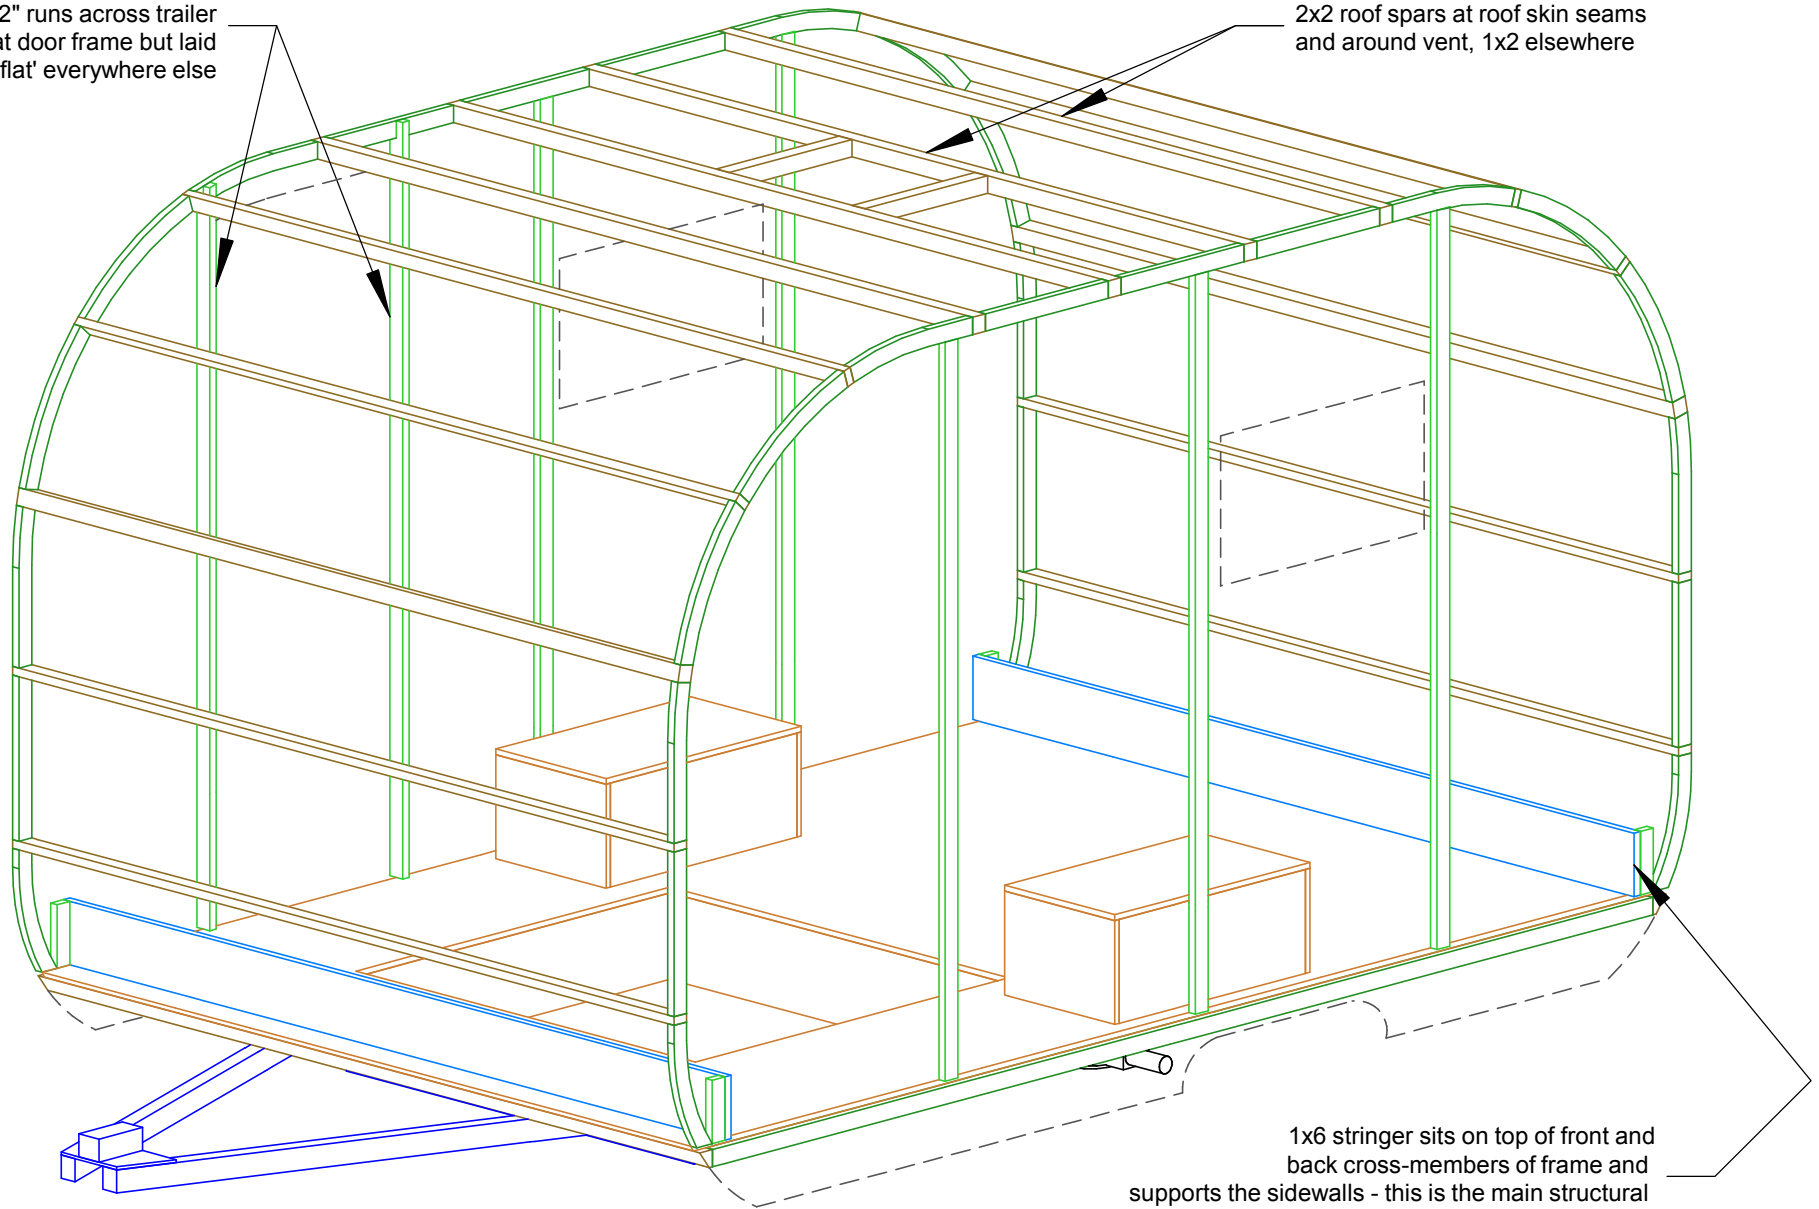 2" runs across trailer
at door frame but laid
flat' everywhere else
2x2 roof spars at roof skin seams
and around vent, 1x2 elsewhere
1x6 stringer sits on top of front and
back cross-members of frame and
supports the sidewalls - this is the main structural